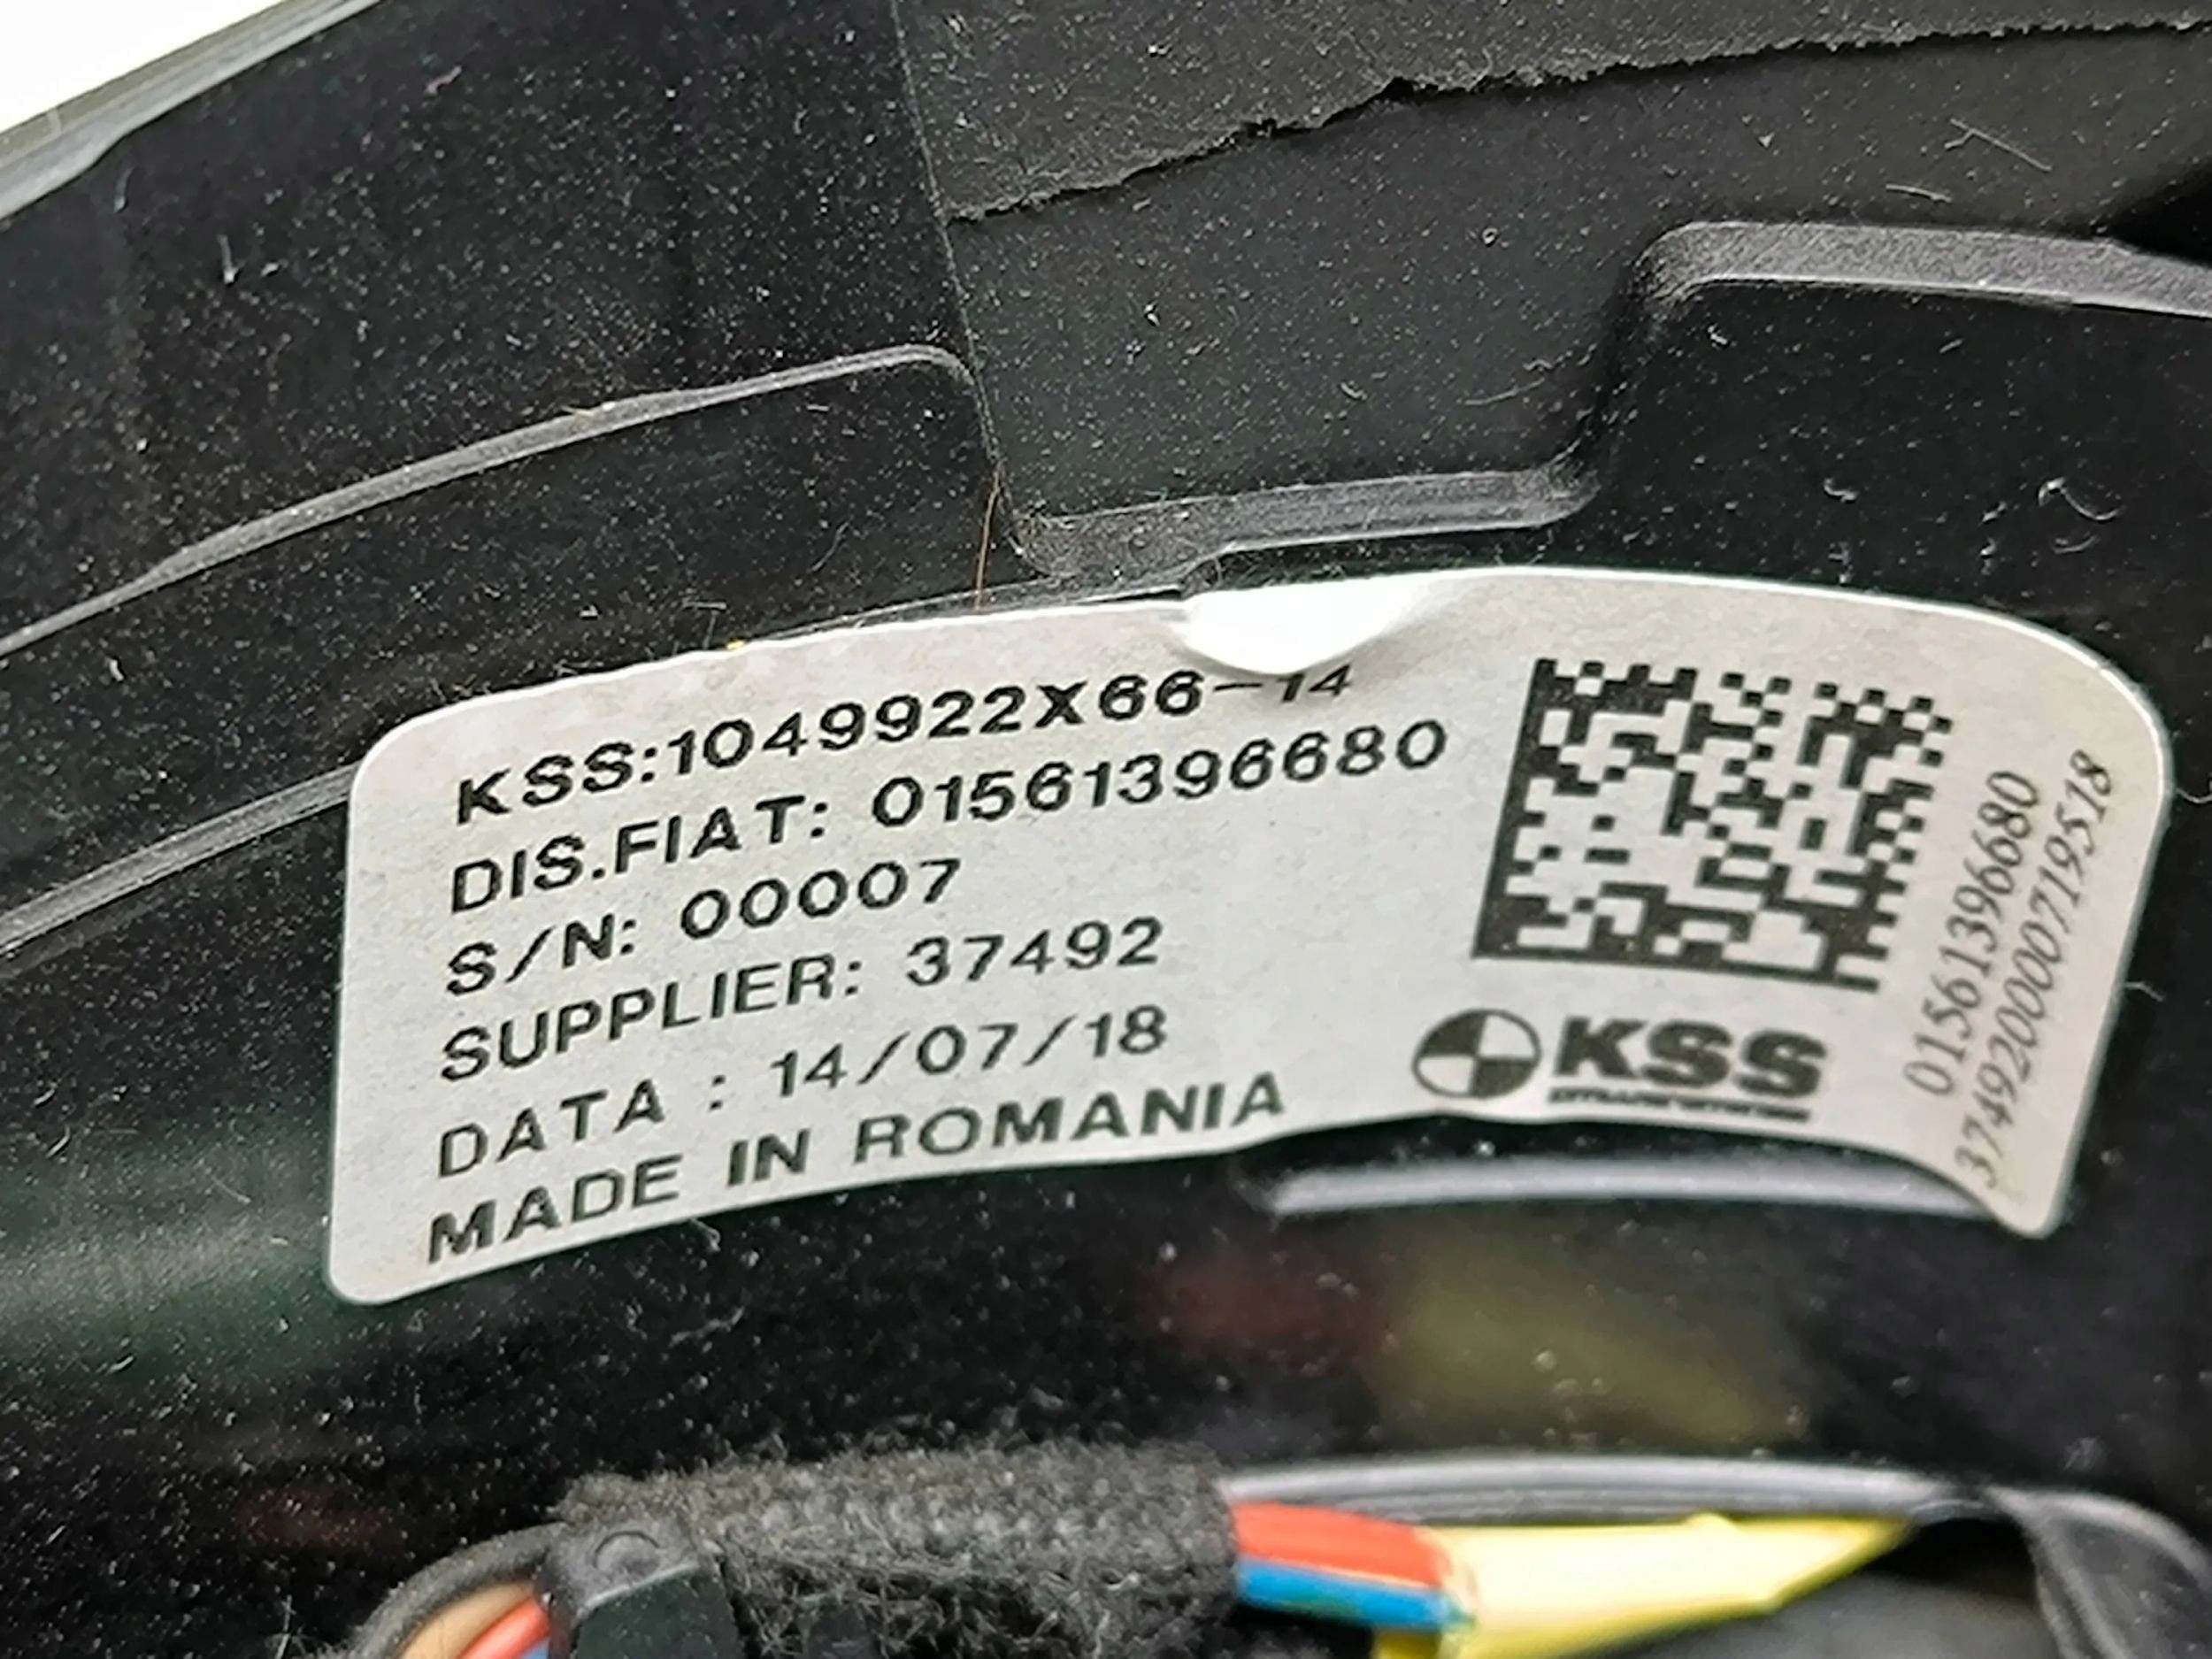 KSS:1049922X66-14
DIS.FIAT: 01561396680
S/N: 00007
SUPPLIER: 37492
DATA : 14/07/18
MADE IN ROMANIA
KSS
01561396680
374920000719518